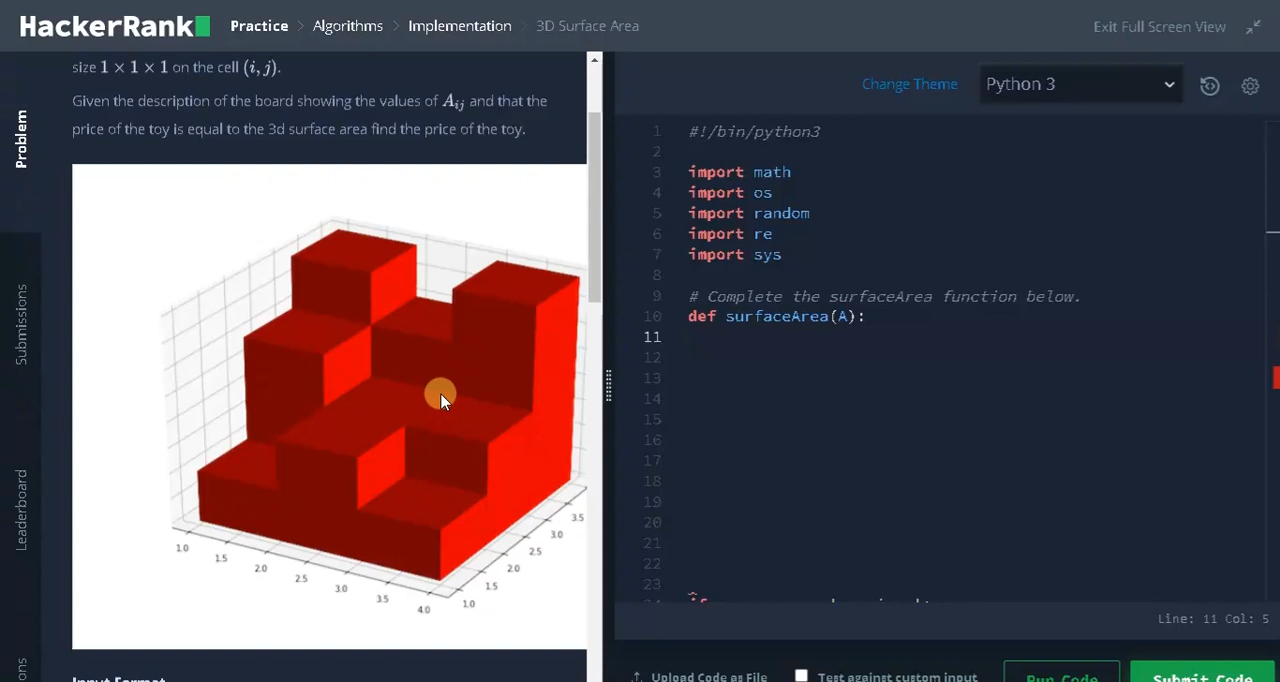 HackerRank
Practice > Algorithms > Implementation > 3D Surface Area
Exit Full Screen View
size 1 × 1 × 1 on the cell (i, j).
Given the description of the board showing the values of Aij and that the
price of the toy is equal to the 3d surface area find the price of the toy.
Problem
Submissions
Leaderboard
1.0
1.5
2.0
2.5
3.0
3.5
4.0
1.0
1.5
2.0
2.5
3.0
3.5
Input Format
Change Theme
Python 3
1 #!/bin/python3
2
3 import math
4 import os
5 import random
6 import re
7 import sys
8
9 # Complete the surfaceArea function below.
10 def surfaceArea(A):
11
12
13
14
15
16
17
18
19
20
21
22
23
Line: 11 Col: 5
Upload Code as File
Test against custom input
Run Code
Submit Code